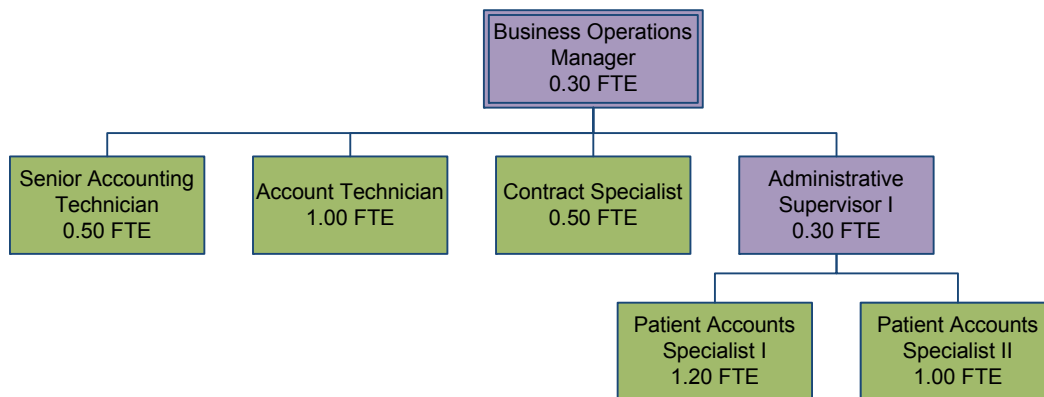 Business Operations
Manager
0.30 FTE
Senior Accounting
Technician
0.50 FTE
Account Technician
1.00 FTE
Contract Specialist
0.50 FTE
Administrative
Supervisor I
0.30 FTE
Patient Accounts
Specialist I
1.20 FTE
Patient Accounts
Specialist II
1.00 FTE